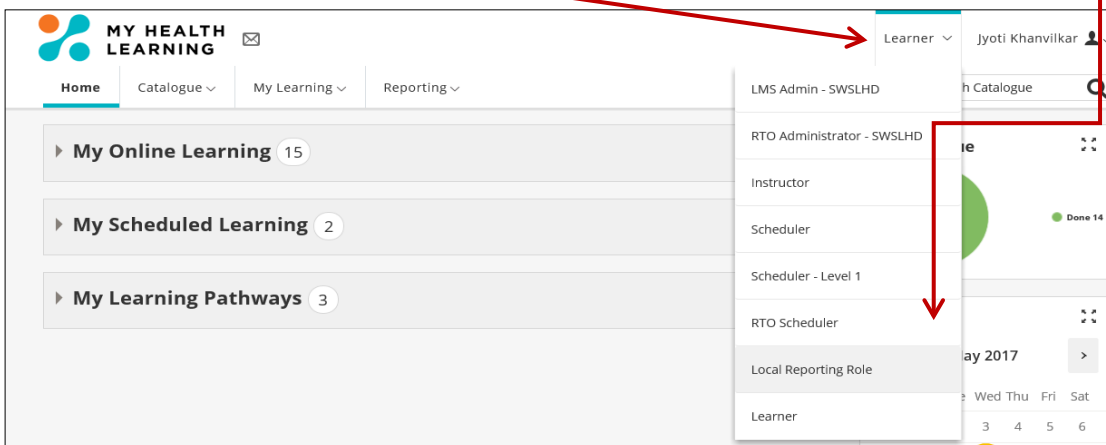 MY HEALTH
LEARNING
Learner
Jyoti Khanvilkar
Home
Catalogue
My Learning
Reporting
Catalogue
My Online Learning 15
My Scheduled Learning 2
My Learning Pathways 3
LMS Admin - SWSLHD
RTO Administrator - SWSLHD
Instructor
Scheduler
Scheduler - Level 1
RTO Scheduler
Local Reporting Role
Learner
Done 14
ay 2017
Wed Thu Fri Sat
3 4 5 6